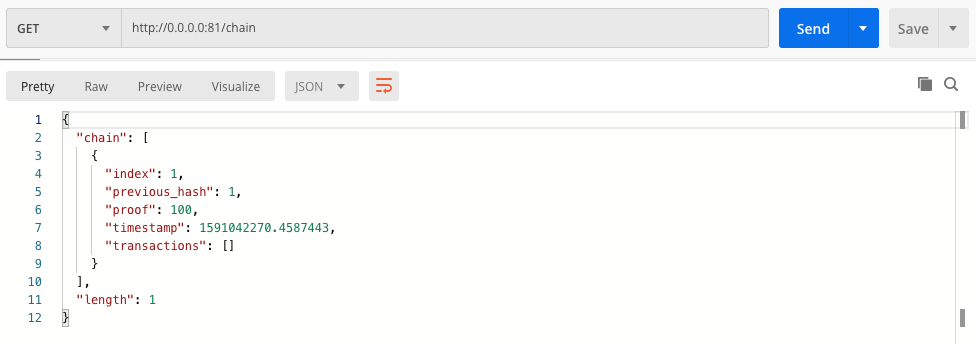 GET http://0.0.0.0:81/chain Send Save
Pretty Raw Preview Visualize JSON
1 {
2 "chain": [
3 {
4 "index": 1,
5 "previous_hash": 1,
6 "proof": 100,
7 "timestamp": 1591042270.4587443,
8 "transactions": []
9 }
10 ],
11 "length": 1
12 }